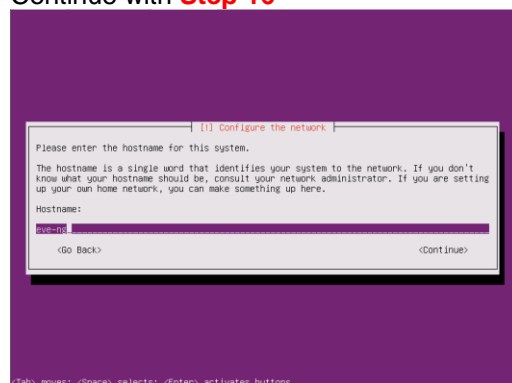 Continue with Step 10
[!] Configure the network
Please enter the hostname for this system.
The hostname is a single word that identifies your system to the network. If you don't
know what your hostname should be, consult your network administrator. If you are setting
up your own home network, you can make something up here.
Hostname:
eve-ng
<Go Back> <Continue>
<Tab> moves; <Space> selects; <Enter> activates buttons